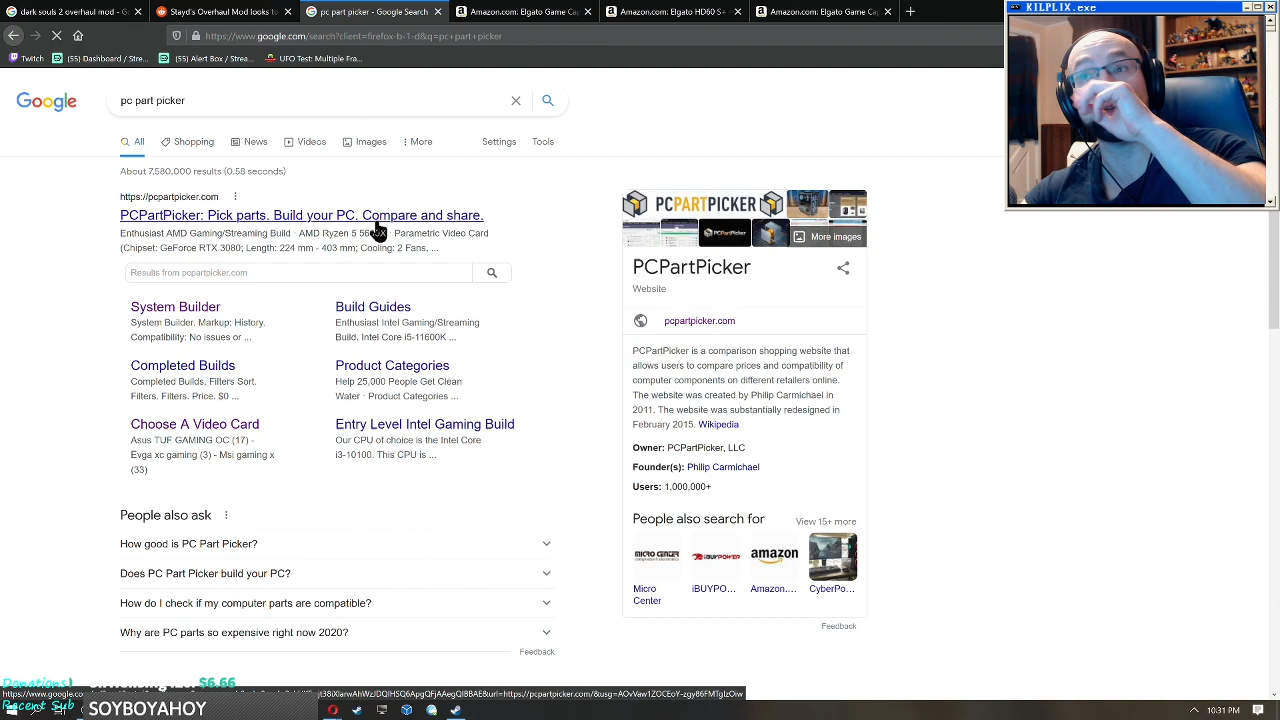 dark souls 2 overhaul mod - G
Stayd's Overhaul Mod looks to
pc part picker - Google Search
Amazon.com: Elgato Game Ca
Amazon.com: Elgato HD60 S+
Amazon.com: Elgato Game Ca
KILPLIX.exe
https://www.google.com/search?client=firefox-b-1-d&q=pc+part+picker
Twitch
(55) Dashboard / Stre...
(55) Alert Box / Strea...
UFO Test: Multiple Fra...
Google
pc part picker
All
Shopping
News
Videos
Images
More
Settings
Tools
About 7,580,000 results (0.58 seconds)
https://pcpartpicker.com
PCPartPicker: Pick parts. Build your PC. Compare and share.
Enthusiast AMD Gaming/Streaming Build · AMD Ryzen 5 · Parametric Video Card
(Chipset: GeForce RTX 3080; Length: 224 mm - 403 mm; Cooling: 2 Fans, ...
Results from pcpartpicker.com
System Builder
System Builder. Markup: History.
Compatibility: No issues or ...
Build Guides
Enthusiast Intel Gaming/Streaming
Build. Intel Core i5-11600K ...
Completed Builds
Completed Builds. Filters Sort.
Filters. Filters. Price. $0 ...
Product Categories
Help 25,000 People Get Clean
Water · Product Categories ...
Choose A Video Card
Asus TUF GAMING OC (17) -
Evga xc gaming (3) - Msi gaming x
(33)
Entry Level Intel Gaming Build
Our CPU of choice is the Intel Core
i3-10100. This CPU is ...
People also ask
How good is PC Part Picker?
Does PC Part Picker build your PC?
How do I check if my computer parts are compatible?
Why are PC parts so expensive right now 2020?
Feedback
PCPARTPICKER
PCPARTPICKER
More images
PCPartPicker
Website
pcpartpicker.com
PCPartPicker is a comparison shopping website that
allows users to compare prices and compatibility of
computer components on different retailers online.
The website was created by Philip Carmichael in
2011. The website was substantially redesigned in
February 2015. Wikipedia
Owner: PCPartPicker, LLC
Founder(s): Philip Carmichael
Users: 1,000,000+
People also search for
View 15+ more
MICRO CENTER
iBUYPOWER
amazon
Micro
Center
iBUYPO...
Amazon....
CyberPo...
Feedback
Donations
$6.66
Recent Sub
SOYBOYAHOY
10:31 PM